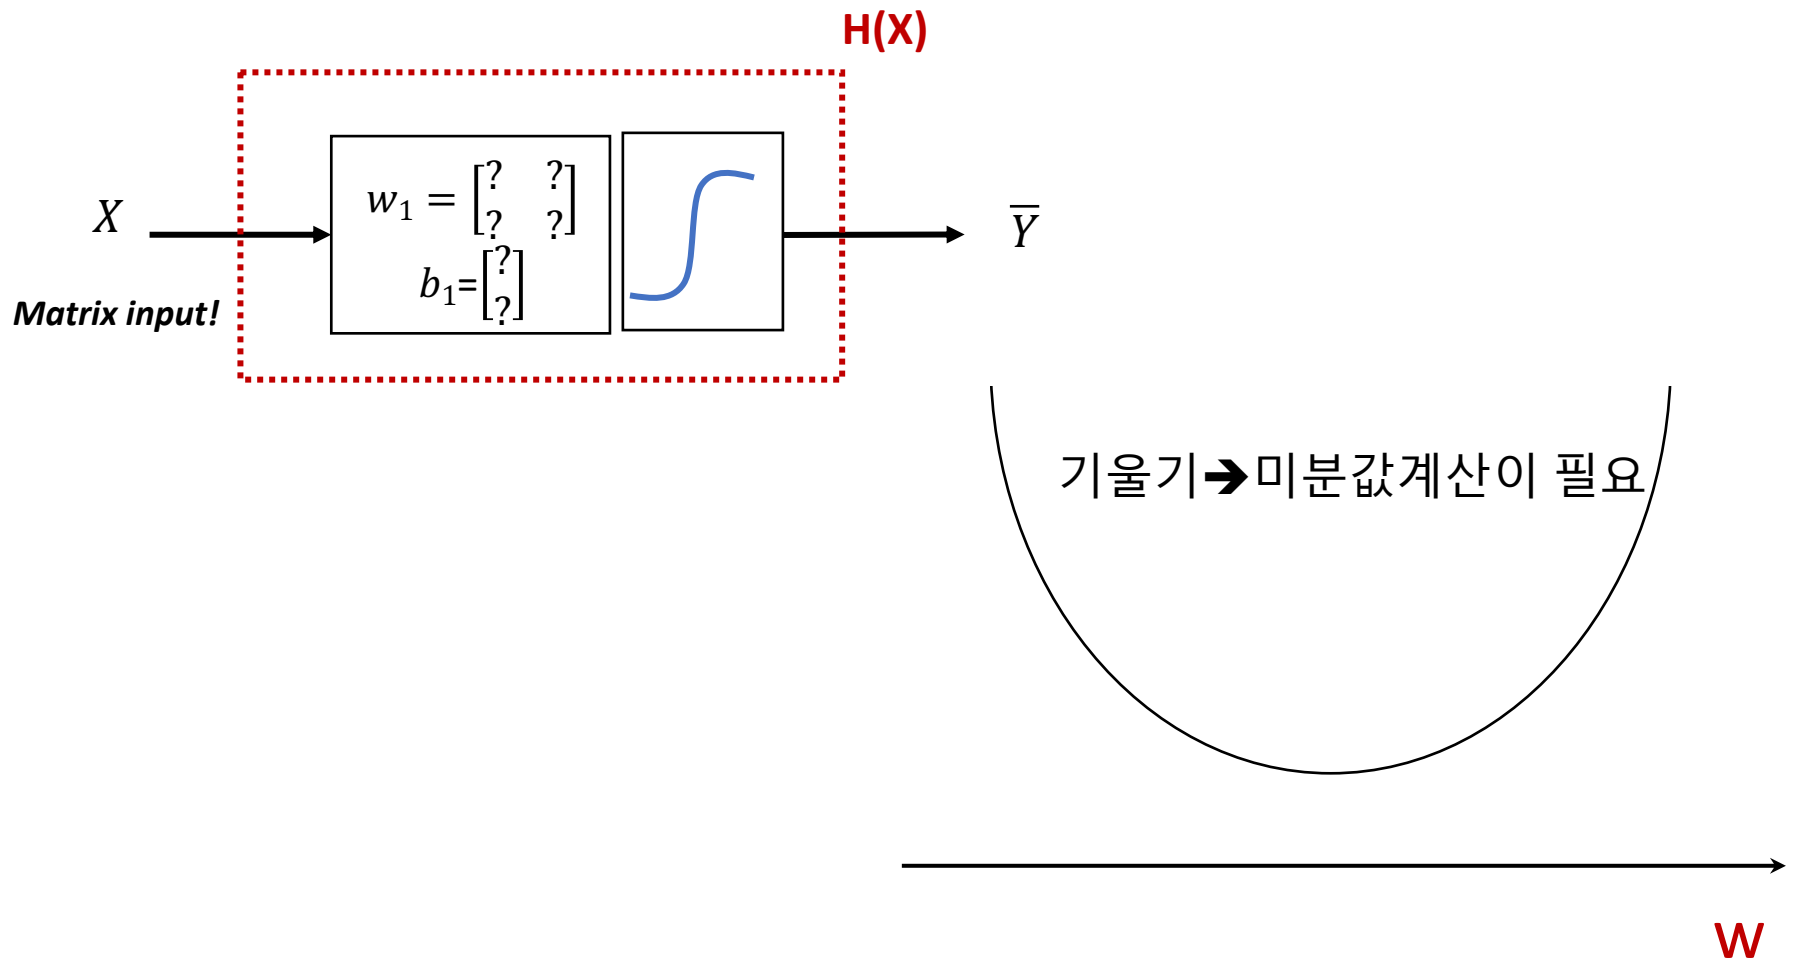 H(X)
X
Matrix input!
w₁ = [? ?
? ?]
b₁=[?
?]
Y̅
기울기➔미분값계산이 필요
W